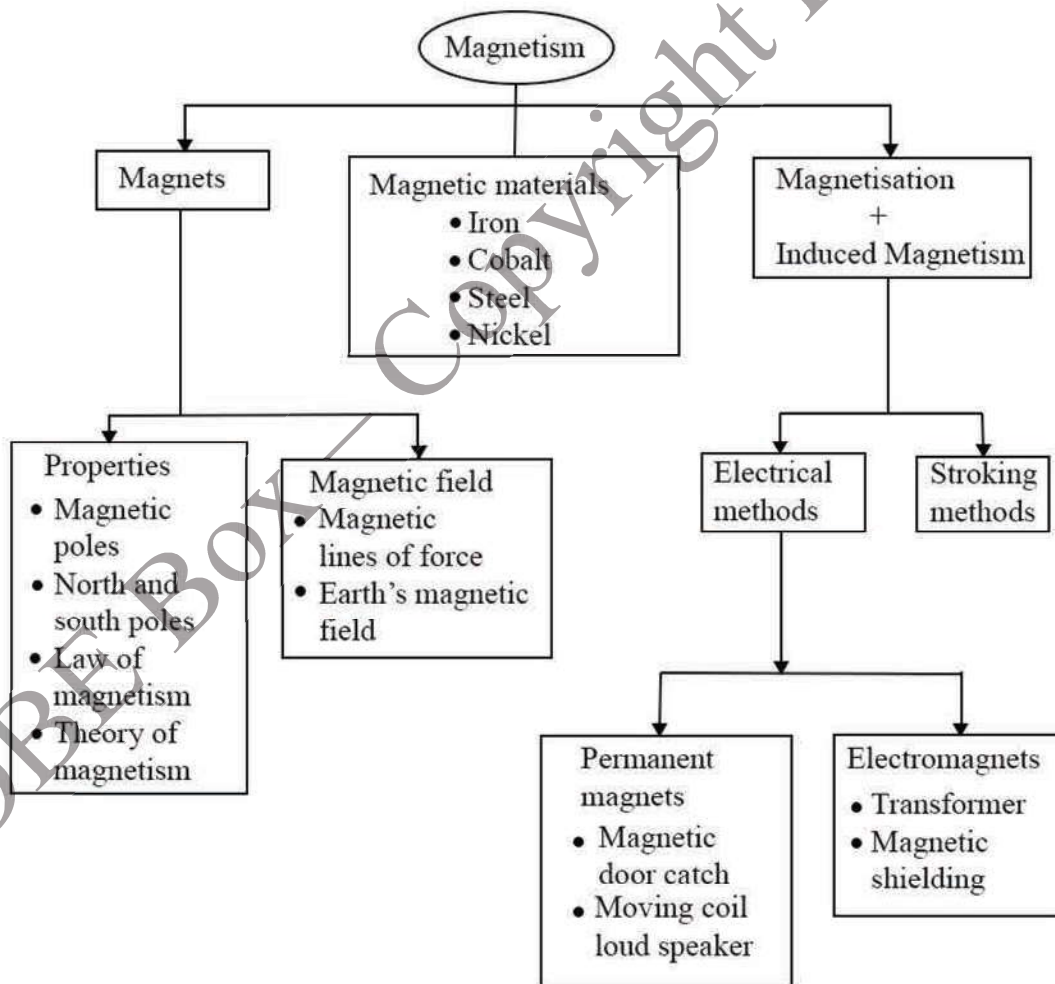 Magnetism
Magnets
Magnetic materials
• Iron
• Cobalt
• Steel
• Nickel
Magnetisation
+
Induced Magnetism
Properties
• Magnetic
poles
• North and
south poles
• Law of
magnetism
• Theory of
magnetism
Magnetic field
• Magnetic
lines of force
• Earth's magnetic
field
Electrical
methods
Stroking
methods
Permanent
magnets
• Magnetic
door catch
• Moving coil
loud speaker
Electromagnets
• Transformer
• Magnetic
shielding
Box – Copyright